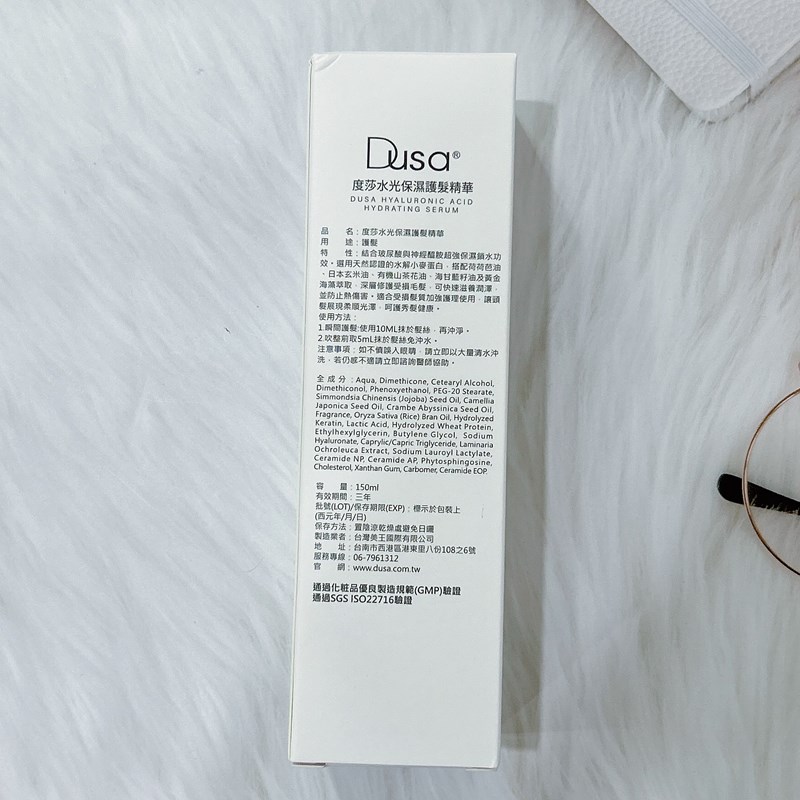 Dusa®
度莎水光保濕護髮精華
DUSA HYALURONIC ACID
HYDRATING SERUM
品　　名：度莎水光保濕護髮精華
用　　途：護髮
特　　性：結合玻尿酸與神經醯胺超強保濕鎖水功
效。選用天然認證的水解小麥蛋白，搭配荷荷芭油
、日本玄米油、有機山茶花油、海甘藍籽油及黃金
海藻萃取，深層修護受損毛髮，可快速滋養潤澤，
並防止熱傷害。適合受損髮質加強護理使用，讓頭
髮展現柔順光澤，呵護秀髮健康。
使用方法：
1.瞬間護髮:使用10ML抹於髮絲，再沖淨。
2.吹整前取5mL抹於髮絲免沖水。
注意事項：如不慎誤入眼睛，請立即以大量清水沖
洗，若仍感不適請立即諮詢醫師協助。
全成分:Aqua, Dimethicone, Cetearyl Alcohol,
Dimethiconol, Phenoxyethanol, PEG-20 Stearate,
Simmondsia Chinensis (Jojoba) Seed Oil, Camellia
Japonica Seed Oil, Crambe Abyssinica Seed Oil,
Fragrance, Oryza Sativa (Rice) Bran Oil, Hydrolyzed
Keratin, Lactic Acid, Hydrolyzed Wheat Protein,
Ethylhexylglycerin, Butylene Glycol, Sodium
Hyaluronate, Caprylic/Capric Triglyceride, Laminaria
Ochroleuca Extract, Sodium Lauroyl Lactylate,
Ceramide NP, Ceramide AP, Phytosphingosine,
Cholesterol, Xanthan Gum, Carbomer, Ceramide EOP.
容　　量：150ml
有效期間：三年
批號(LOT)/保存期限(EXP)：標示於包裝上
(西元年/月/日)
保存方法：置陰涼乾燥處避免日曬
製造業者：台灣美王國際有限公司
地　　址：台南市西港區港東里八份108之6號
服務專線：06-7961312
官　　網：www.dusa.com.tw
通過化粧品優良製造規範(GMP)驗證
通過SGS ISO22716驗證